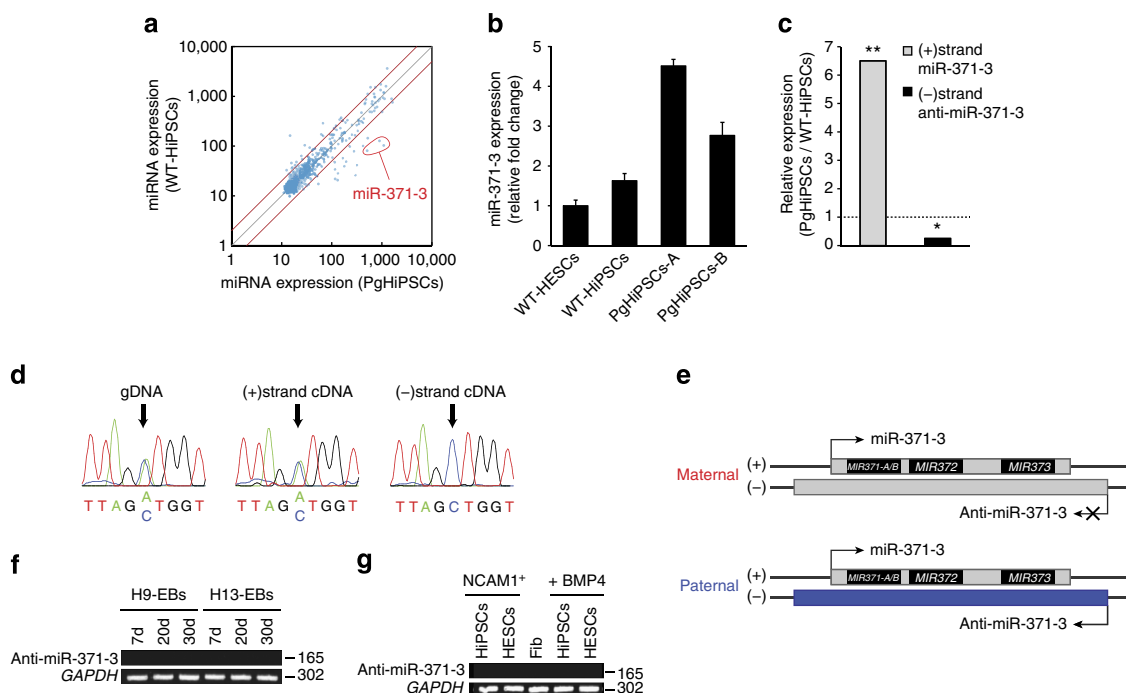 a
10,000
1,000
100
10
1
1
10
100
1,000
10,000
miRNA expression
(WT-HiPSCs)
miR-371-3
miRNA expression (PgHiPSCs)
b
5
4
3
2
1
0
miR-371-3 expression
(relative fold change)
WT-HESCs
WT-HiPSCs
PgHiPSCs-A
PgHiPSCs-B
c
7
6
5
4
3
2
1
0
Relative expression
(PgHiPSCs / WT-HiPSCs)
**
*
(+)strand
miR-371-3
(–)strand
anti-miR-371-3
d
gDNA
(+)strand cDNA
(–)strand cDNA
T T A G A T G G T
C
T T A G A T G G T
C
T T A G C T G G T
e
Maternal
(+)
(–)
miR-371-3
MIR371-A/B
MIR372
MIR373
Anti-miR-371-3
Paternal
(+)
(–)
miR-371-3
MIR371-A/B
MIR372
MIR373
Anti-miR-371-3
f
H9-EBs
H13-EBs
7d
20d
30d
7d
20d
30d
Anti-miR-371-3
–165
GAPDH
–302
g
NCAM1+
+ BMP4
HiPSCs
HESCs
Fib
HiPSCs
HESCs
Anti-miR-371-3
–165
GAPDH
–302